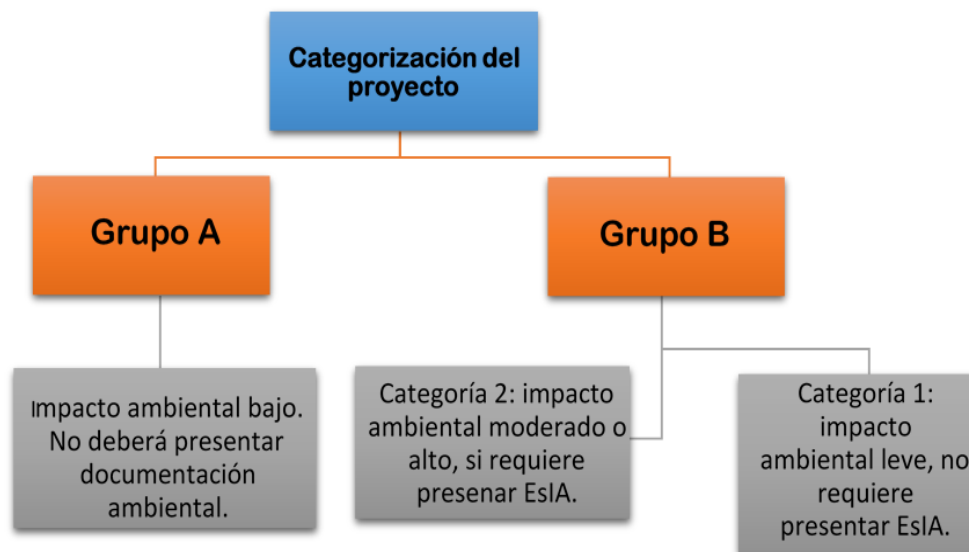 Categorización del
proyecto
Grupo A
Grupo B
Impacto ambiental bajo.
No deberá presentar
documentación
ambiental.
Categoría 2: impacto
ambiental moderado o
alto, si requiere
presenar EsIA.
Categoría 1:
impacto
ambiental leve, no
requiere
presentar EsIA.